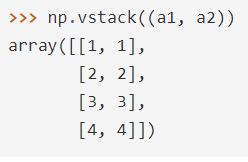 >>> np.vstack((a1, a2))
array([[1, 1],
       [2, 2],
       [3, 3],
       [4, 4]])